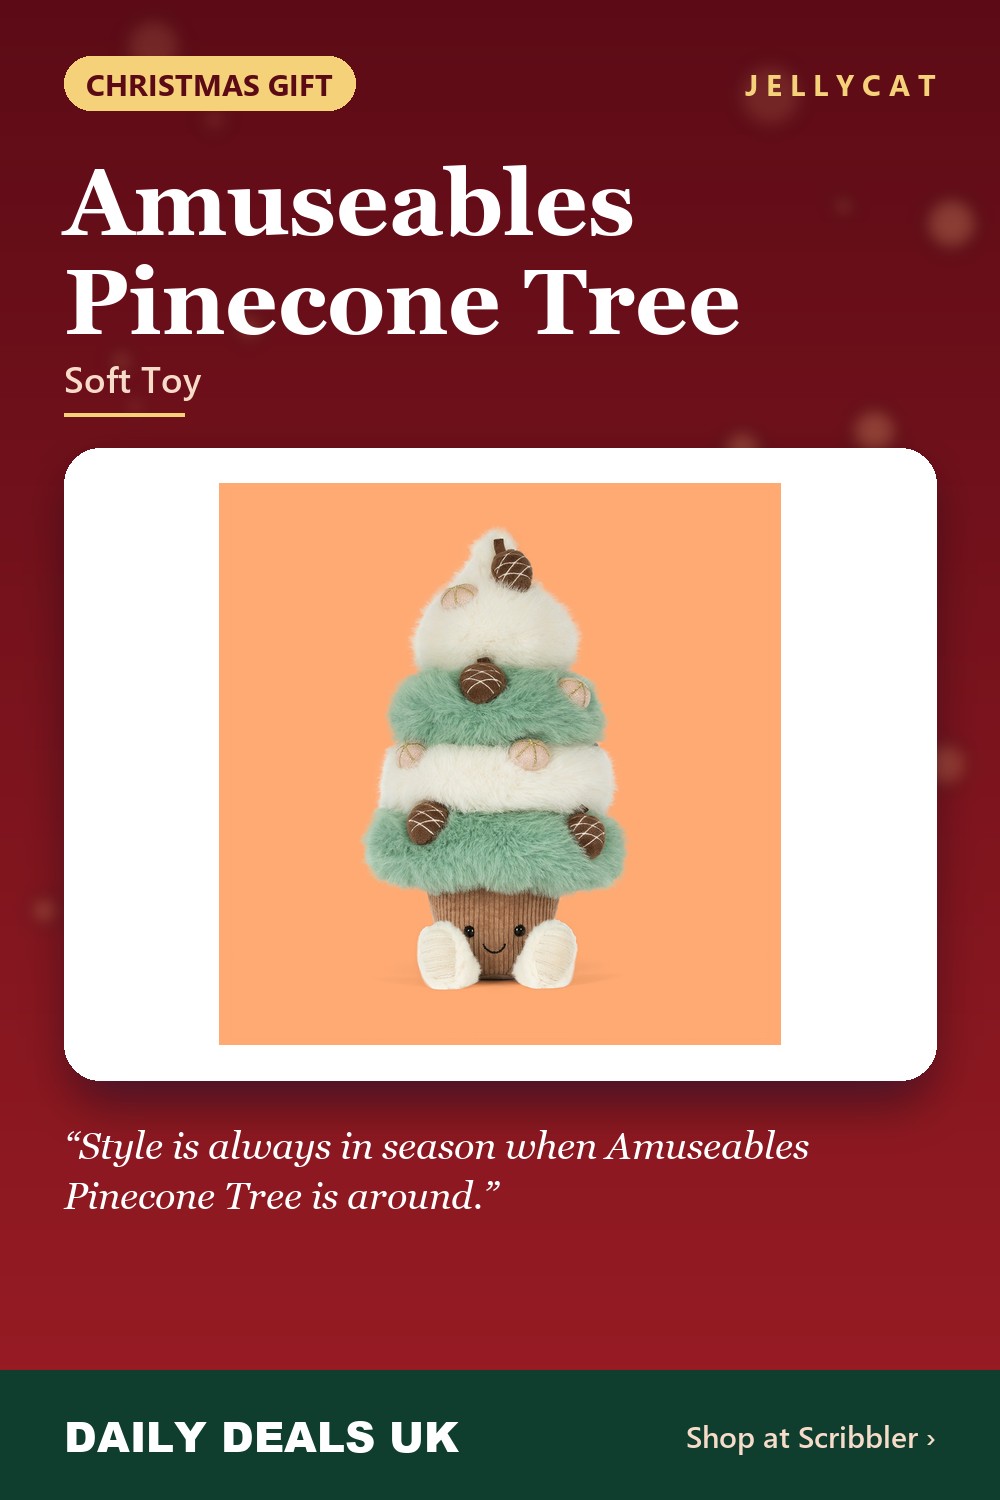 CHRISTMAS GIFT
JELLYCAT
Amuseables
Pinecone Tree
Soft Toy
“Style is always in season when Amuseables
Pinecone Tree is around.”
DAILY DEALS UK
Shop at Scribbler ›